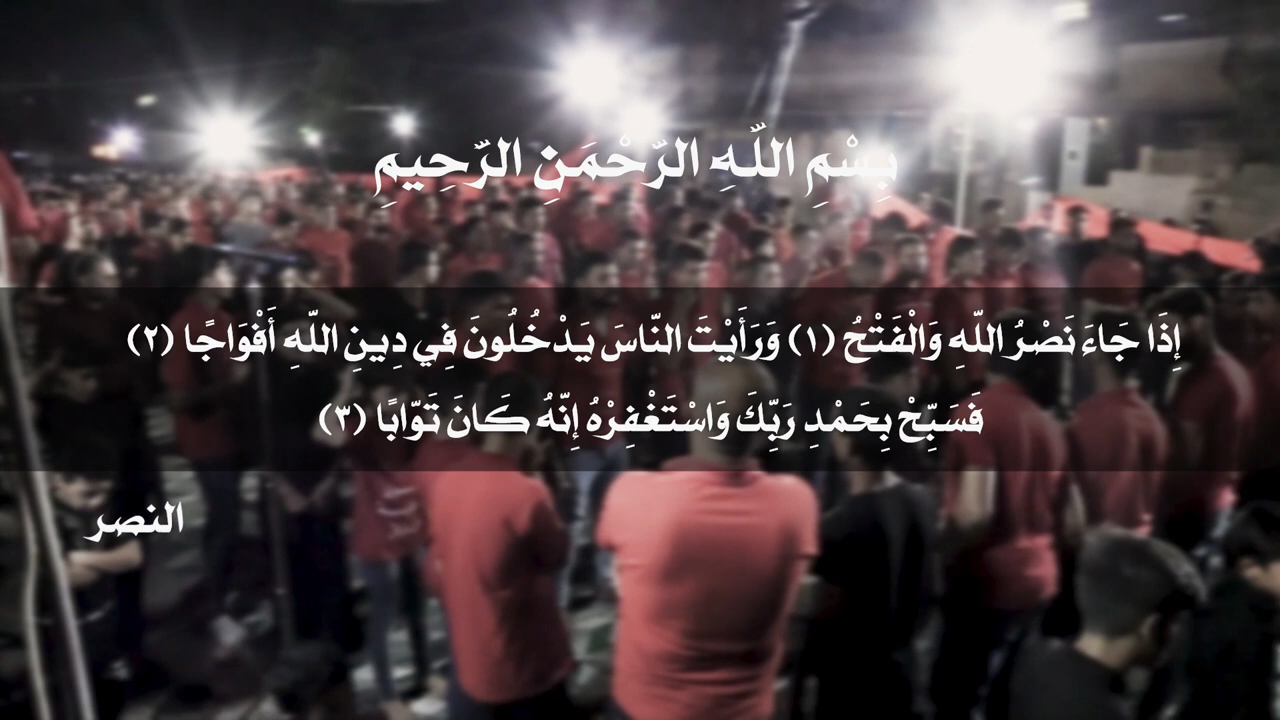 بِسْمِ اللّهِ الرّحْمَنِ الرّحِيمِ
إِذَا جَاءَ نَصْرُ اللّهِ وَالْفَتْحُ (١) وَرَأَيْتَ النّاسَ يَدْخُلُونَ فِي دِينِ اللّهِ أَفْوَاجًا (٢)
فَسَبِّحْ بِحَمْدِ رَبِّكَ وَاسْتَغْفِرْهُ إِنّهُ كَانَ تَوّابًا (٣)
النصر